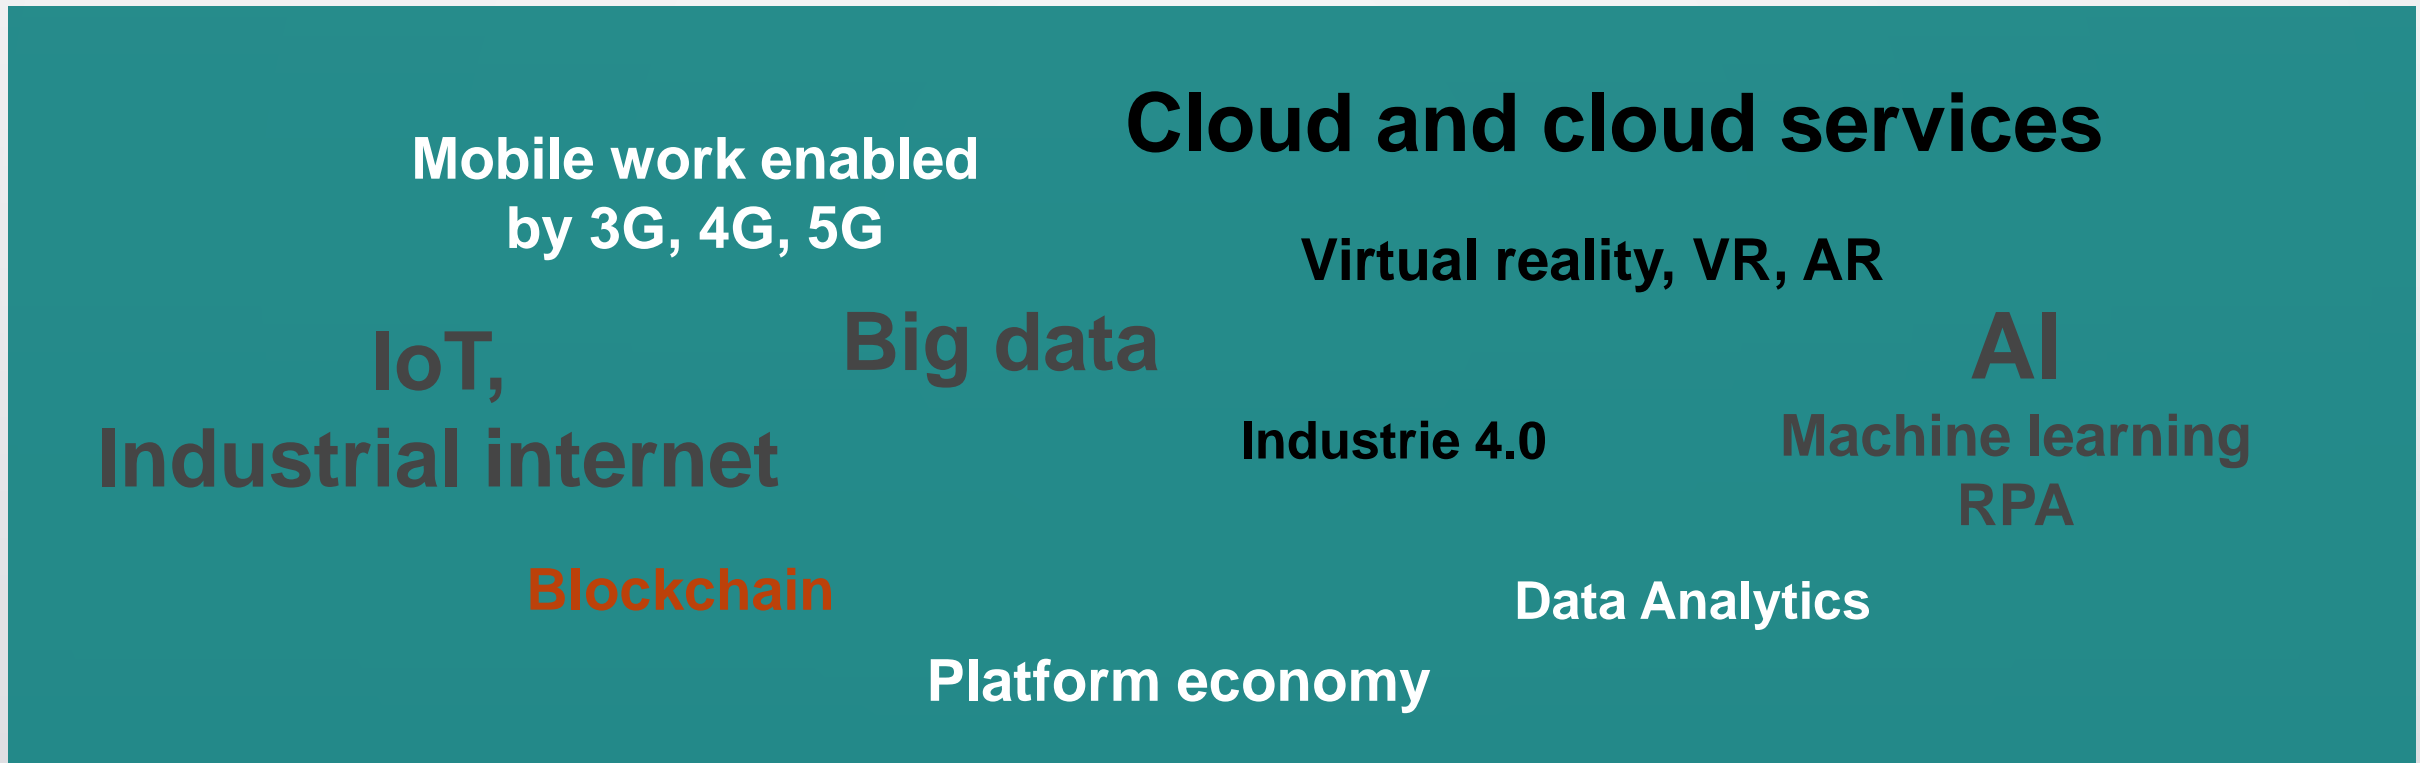 Cloud and cloud services
Mobile work enabled
by 3G, 4G, 5G
Virtual reality, VR, AR
IoT,
Industrial internet
Big data
AI
Machine learning
RPA
Industrie 4.0
Blockchain
Data Analytics
Platform economy